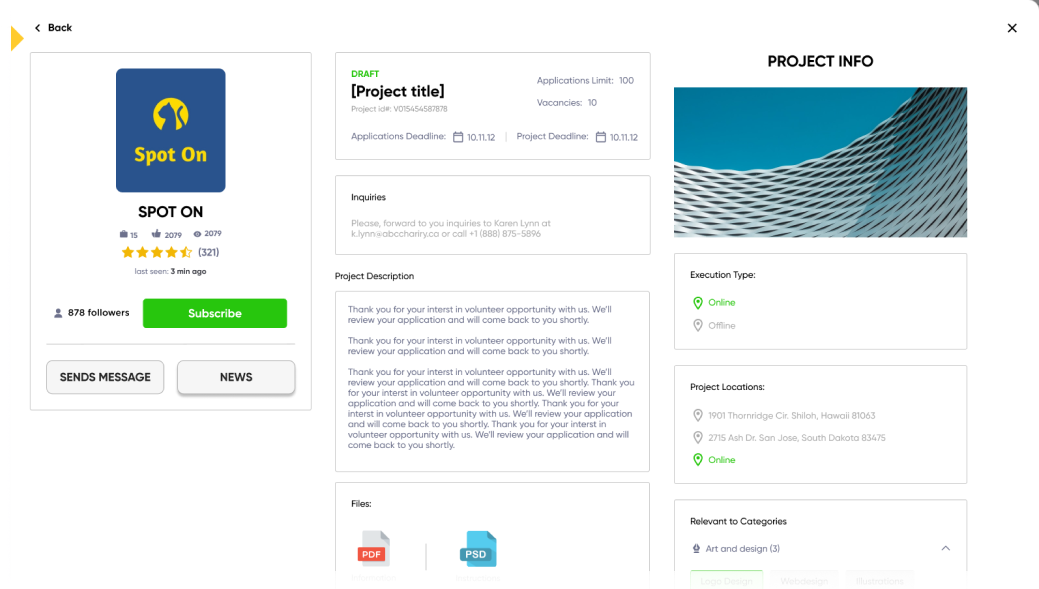 Back
Spot On
SPOT ON
15 2079 2079
(321)
last seen: 3 min ago
878 followers
Subscribe
SENDS MESSAGE
NEWS
DRAFT
[Project title]
Project id#: V015454587878
Applications Limit: 100
Vacancies: 10
Applications Deadline: 10.11.12 | Project Deadline: 10.11.12
Inquiries
Please, forward to you inquiries to Karen Lynn at
k.lynn@abcchariry.ca or call +1 (888) 875-5896
Project Description
Thank you for your interst in volunteer opportunity with us. We'll
review your application and will come back to you shortly.
Thank you for your interst in volunteer opportunity with us. We'll
review your application and will come back to you shortly.
Thank you for your interst in volunteer opportunity with us. We'll
review your application and will come back to you shortly. Thank you
for your interst in volunteer opportunity with us. We'll review your
application and will come back to you shortly. Thank you for your
interst in volunteer opportunity with us. We'll review your application
and will come back to you shortly. Thank you for your interst in
volunteer opportunity with us. We'll review your application and will
come back to you shortly.
Files:
PDF
PSD
PROJECT INFO
Execution Type:
Online
Offline
Project Locations:
1901 Thornridge Cir. Shiloh, Hawaii 81063
2715 Ash Dr. San Jose, South Dakota 83475
Online
Relevant to Categories
Art and design (3)
Logo Design Webdesign Illustrations